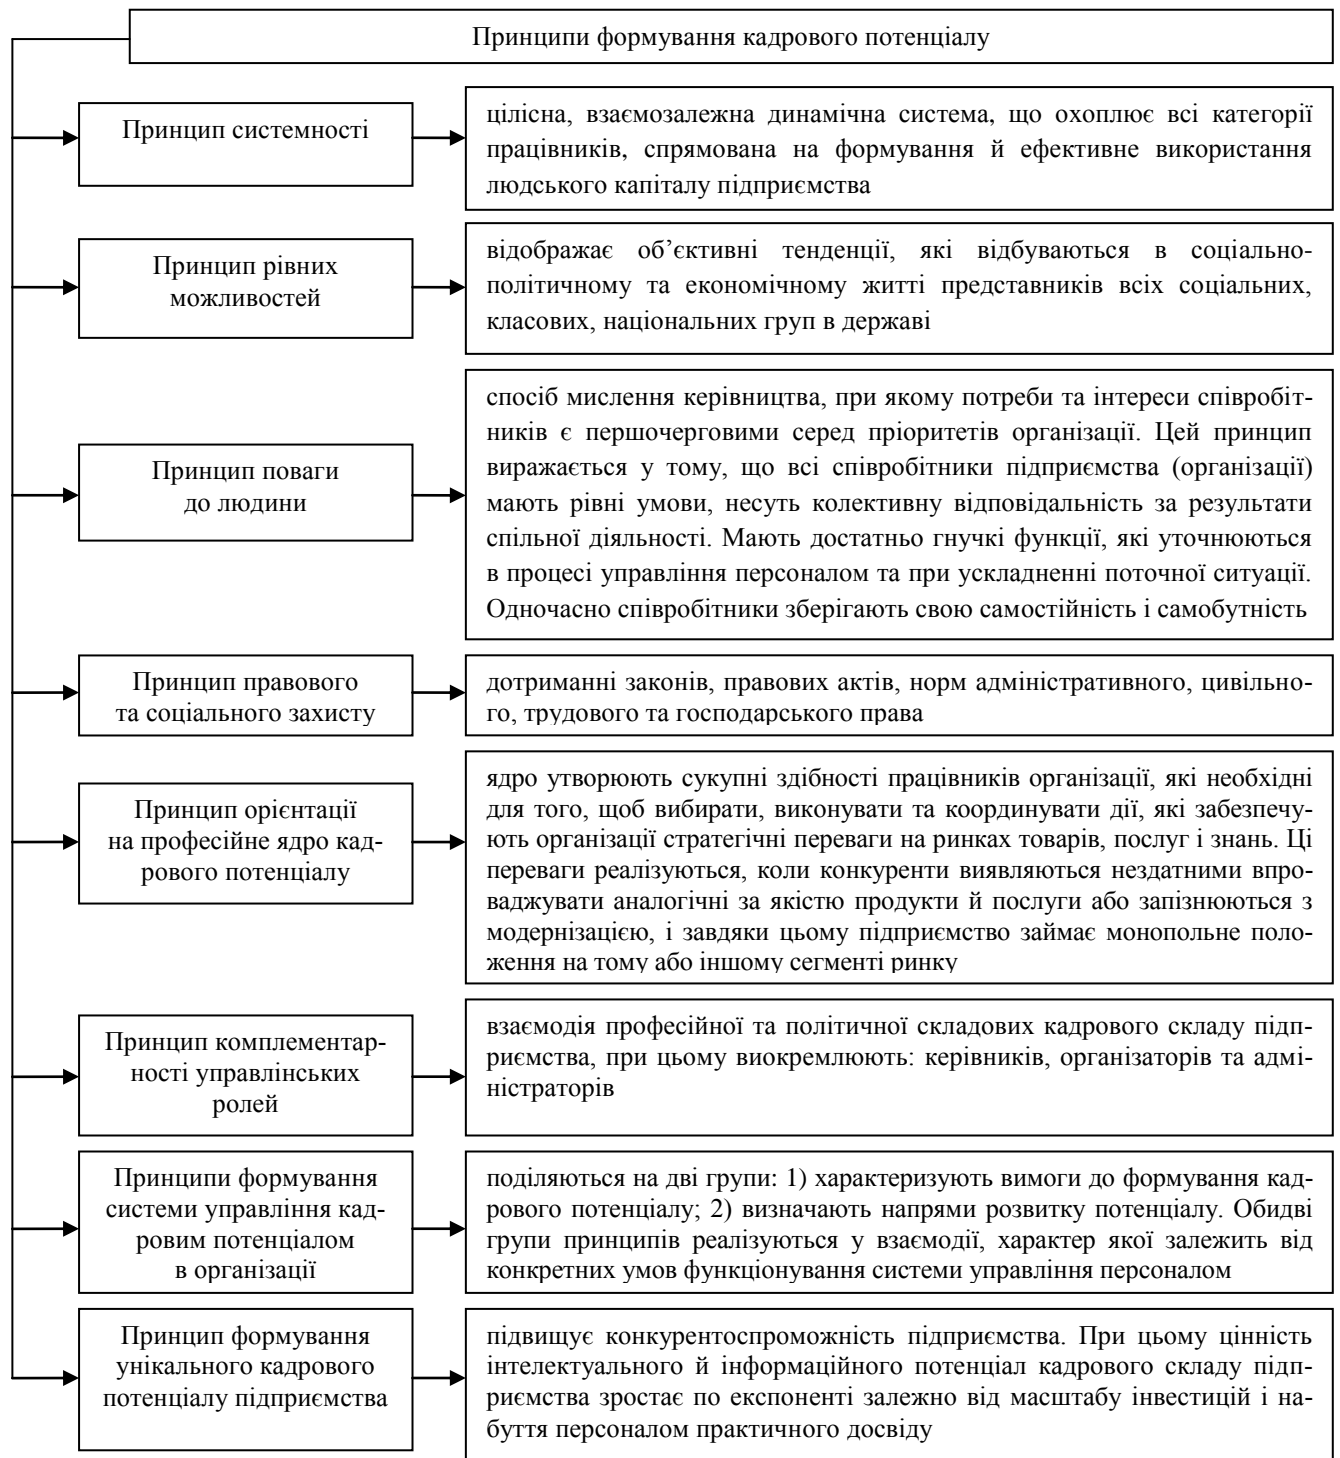 Принципи формування кадрового потенціалу
Принцип системності
цілісна, взаємозалежна динамічна система, що охоплює всі категорії
працівників, спрямована на формування й ефективне використання
людського капіталу підприємства
Принцип рівних
можливостей
відображає об’єктивні тенденції, які відбуваються в соціально-
політичному та економічному житті представників всіх соціальних,
класових, національних груп в державі
Принцип поваги
до людини
спосіб мислення керівництва, при якому потреби та інтереси співробіт-
ників є першочерговими серед пріоритетів організації. Цей принцип
виражається у тому, що всі співробітники підприємства (організації)
мають рівні умови, несуть колективну відповідальність за результати
спільної діяльності. Мають достатньо гнучкі функції, які уточнюються
в процесі управління персоналом та при ускладненні поточної ситуації.
Одночасно співробітники зберігають свою самостійність і самобутність
Принцип правового
та соціального захисту
дотриманні законів, правових актів, норм адміністративного, цивільно-
го, трудового та господарського права
Принцип орієнтації
на професійне ядро кад-
рового потенціалу
ядро утворюють сукупні здібності працівників організації, які необхідні
для того, щоб вибирати, виконувати та координувати дії, які забезпечу-
ють організації стратегічні переваги на ринках товарів, послуг і знань. Ці
переваги реалізуються, коли конкуренти виявляються нездатними впро-
ваджувати аналогічні за якістю продукти й послуги або запізнюються з
модернізацією, і завдяки цьому підприємство займає монопольне поло-
ження на тому або іншому сегменті ринку
Принцип комплементар-
ності управлінських
ролей
взаємодія професійної та політичної складових кадрового складу підп-
риємства, при цьому виокремлюють: керівників, організаторів та адмі-
ністраторів
Принципи формування
системи управління кад-
ровим потенціалом
в організації
поділяються на дві групи: 1) характеризують вимоги до формування кад-
рового потенціалу; 2) визначають напрями розвитку потенціалу. Обидві
групи принципів реалізуються у взаємодії, характер якої залежить від
конкретних умов функціонування системи управління персоналом
Принцип формування
унікального кадрового
потенціалу підприємства
підвищує конкурентоспроможність підприємства. При цьому цінність
інтелектуального й інформаційного потенціал кадрового складу підп-
риємства зростає по експоненті залежно від масштабу інвестицій і на-
буття персоналом практичного досвіду